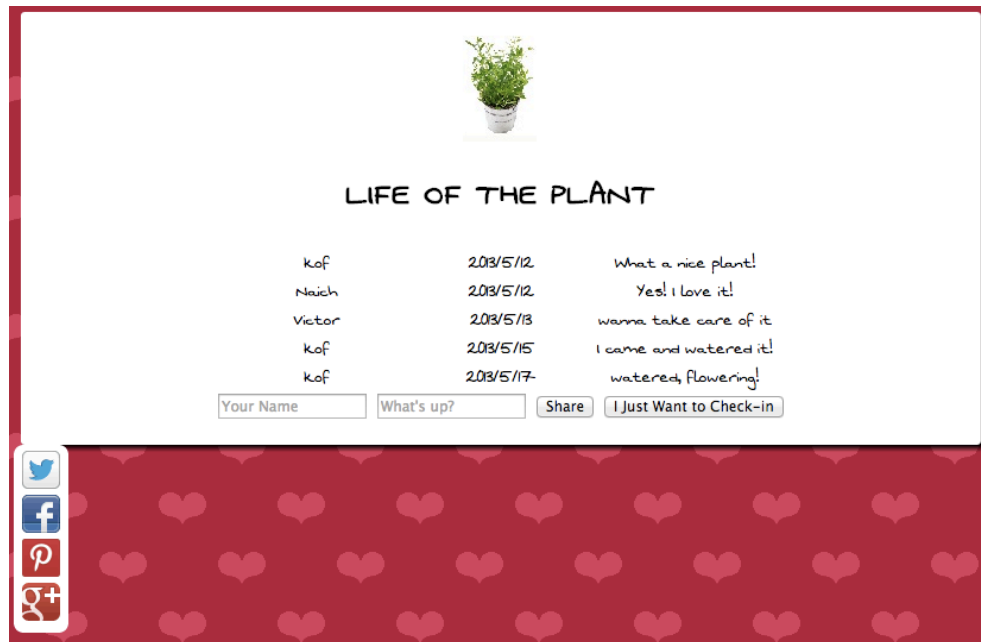 LIFE OF THE PLANT
kof 2013/5/12 What a nice plant!
Naich 2013/5/12 Yes! I love it!
Victor 2013/5/13 wanna take care of it
kof 2013/5/15 I came and watered it!
kof 2013/5/17 watered, flowering!
Your Name What's up? Share I Just Want to Check-in
f
g+